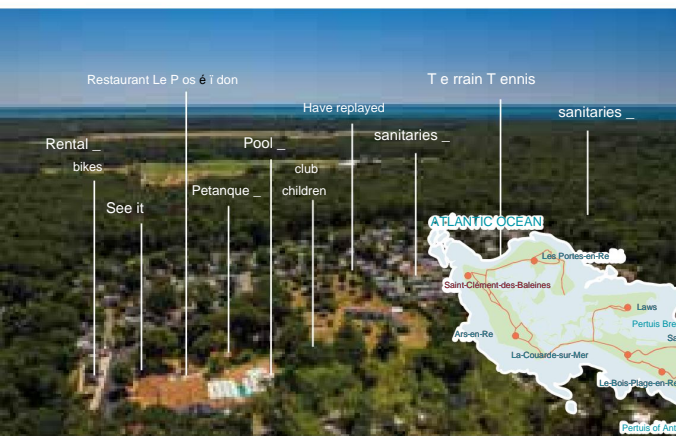 Restaurant Le P os é ï don
T e rrain T ennis
Have replayed
sanitaries _
sanitaries _
Rental _
bikes
Pool _
club
children
Petanque _
See it
ATLANTIC OCEAN
Les Portes-en-Re
Saint-Clément-des-Baleines
Laws
Pertuis Bre
Sa
Ars-en-Re
La-Couarde-sur-Mer
Le-Bois-Plage-en-Re
Pertuis of Ant